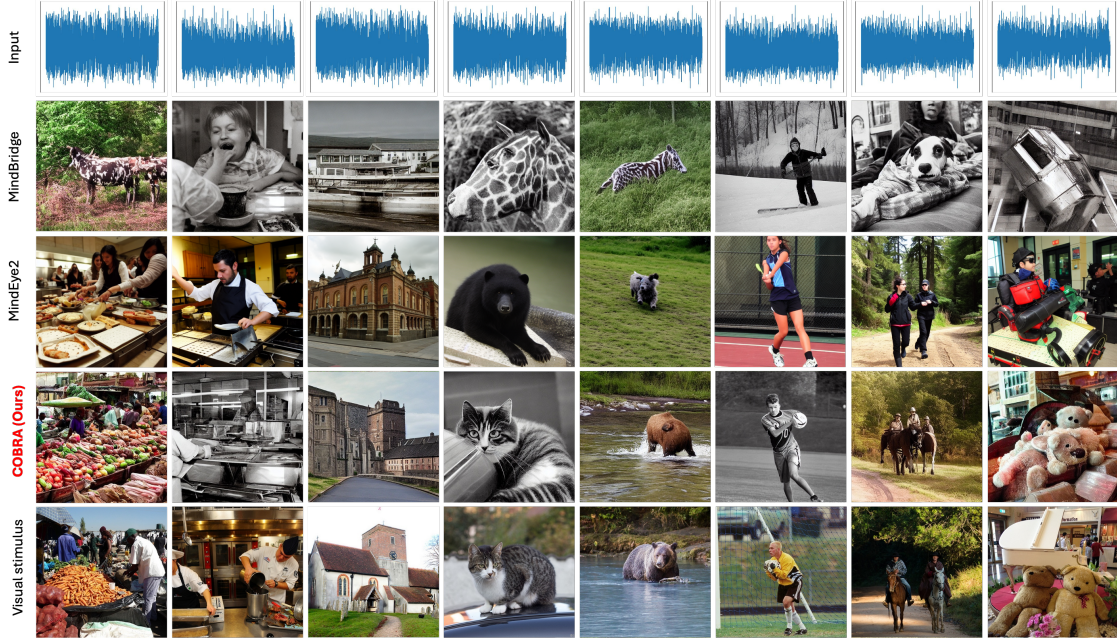 Input
MindBridge
MindEye2
COBRA (Ours)
Visual stimulus